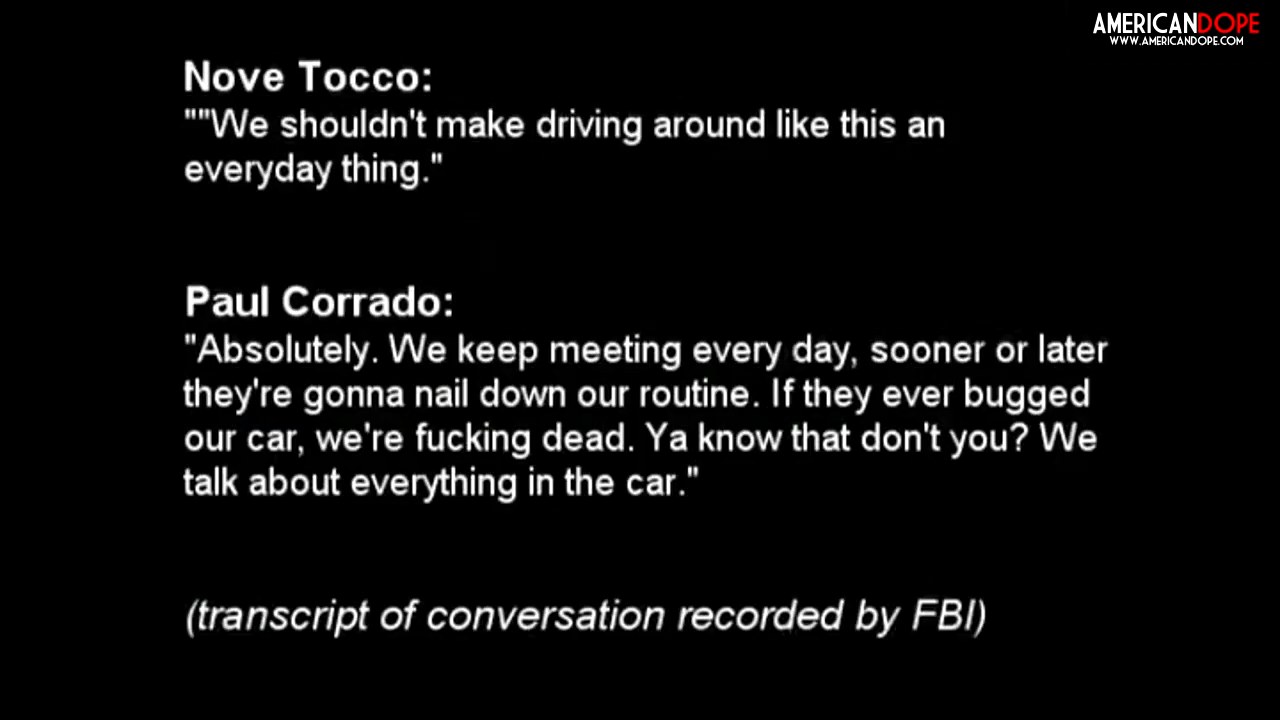 AMERICANDOPE
WWW.AMERICANDOPE.COM
Nove Tocco:
""We shouldn't make driving around like this an
everyday thing."
Paul Corrado:
"Absolutely. We keep meeting every day, sooner or later
they're gonna nail down our routine. If they ever bugged
our car, we're fucking dead. Ya know that don't you? We
talk about everything in the car."
(transcript of conversation recorded by FBI)